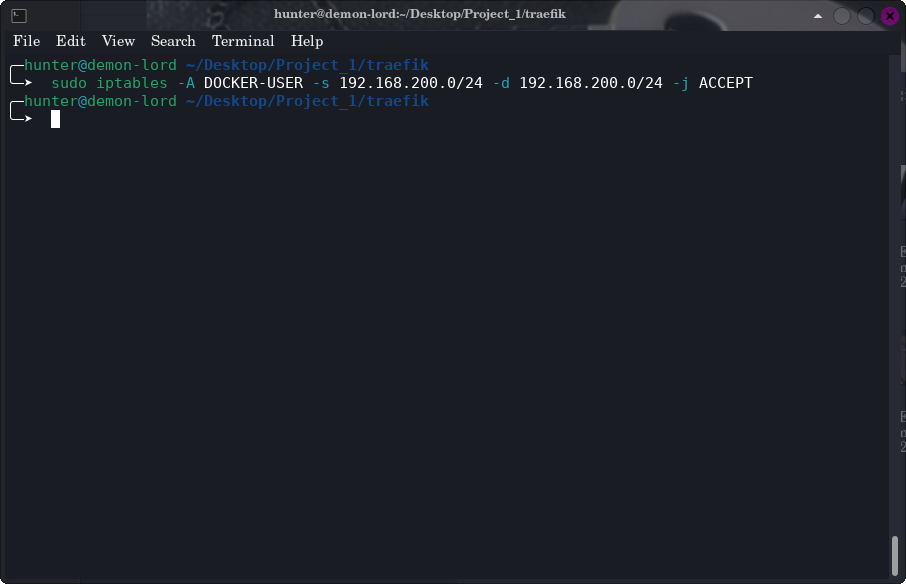 hunter@demon-lord:~/Desktop/Project_1/traefik
File Edit View Search Terminal Help
hunter@demon-lord ~/Desktop/Project_1/traefik
sudo iptables -A DOCKER-USER -s 192.168.200.0/24 -d 192.168.200.0/24 -j ACCEPT
hunter@demon-lord ~/Desktop/Project_1/traefik